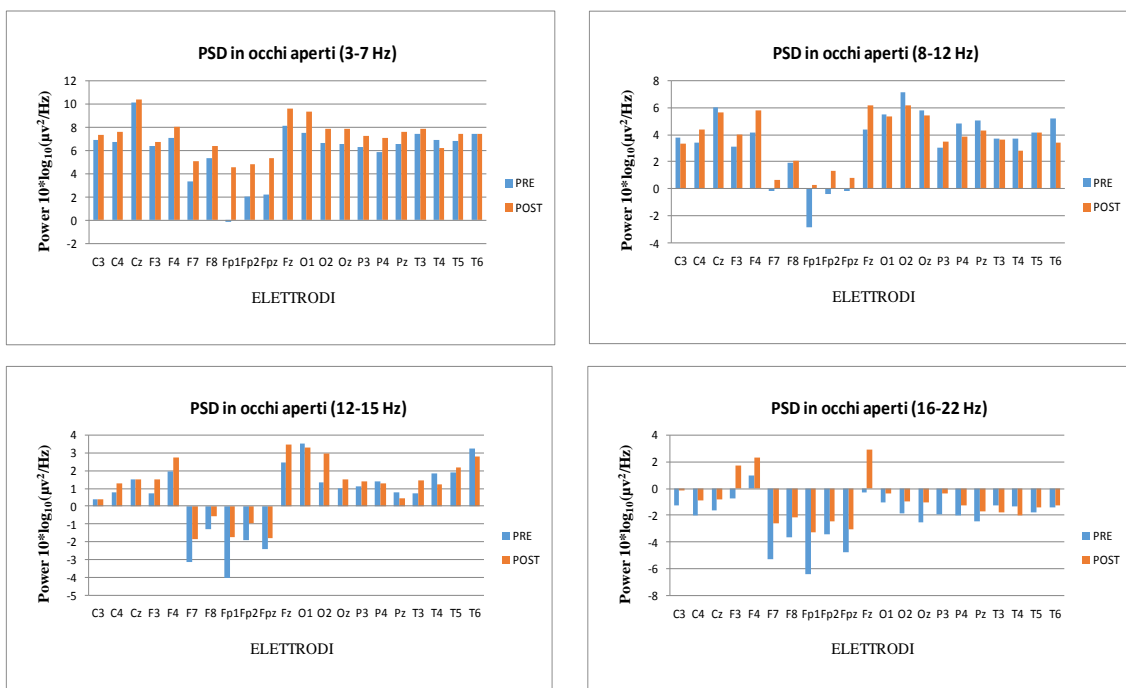 PSD in occhi aperti (3-7 Hz)
Power 10*log₁₀(µv²/Hz)
12
10
8
6
4
2
0
-2
C3 C4 Cz F3 F4 F7 F8 Fp1 Fp2 Fpz Fz O1 O2 Oz P3 P4 Pz T3 T4 T5 T6
ELETTRODI
PRE
POST
PSD in occhi aperti (8-12 Hz)
Power 10*log₁₀(µv²/Hz)
8
6
4
2
0
-2
-4
C3 C4 Cz F3 F4 F7 F8 Fp1 Fp2 Fpz Fz O1 O2 Oz P3 P4 Pz T3 T4 T5 T6
ELETTRODI
PRE
POST
PSD in occhi aperti (12-15 Hz)
Power 10*log₁₀(µv²/Hz)
4
3
2
1
0
-1
-2
-3
-4
-5
C3 C4 Cz F3 F4 F7 F8 Fp1 Fp2 Fpz Fz O1 O2 Oz P3 P4 Pz T3 T4 T5 T6
ELETTRODI
PRE
POST
PSD in occhi aperti (16-22 Hz)
Power 10*log₁₀(µv²/Hz)
4
2
0
-2
-4
-6
-8
C3 C4 Cz F3 F4 F7 F8 Fp1 Fp2 Fpz Fz O1 O2 Oz P3 P4 Pz T3 T4 T5 T6
ELETTRODI
PRE
POST